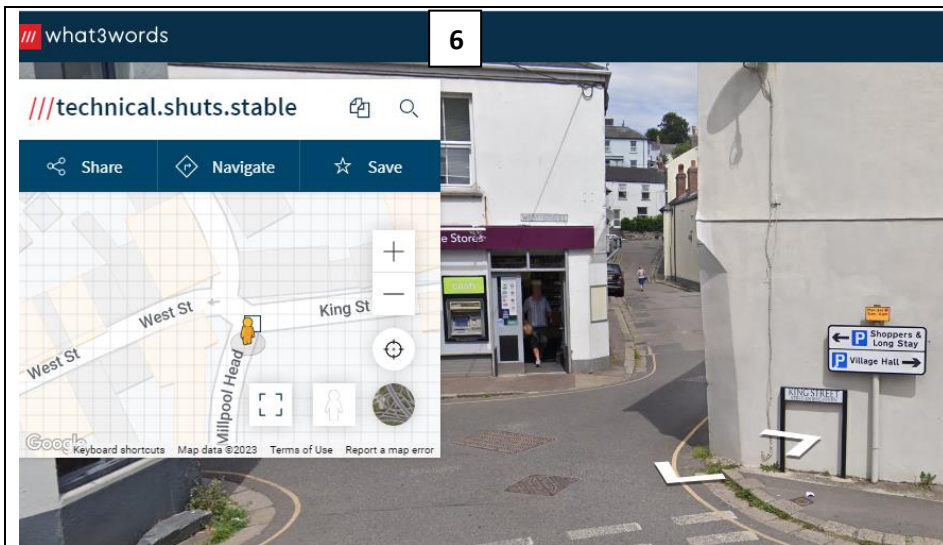 /// what3words
6
///technical.shuts.stable
Share
Navigate
Save
West St
West St
King St
Millpool Head
Google
Keyboard shortcuts
Map data ©2023
Terms of Use
Report a map error
e Stores
cash
Shoppers &
Long Stay
P
P Village Hall
KING STREET